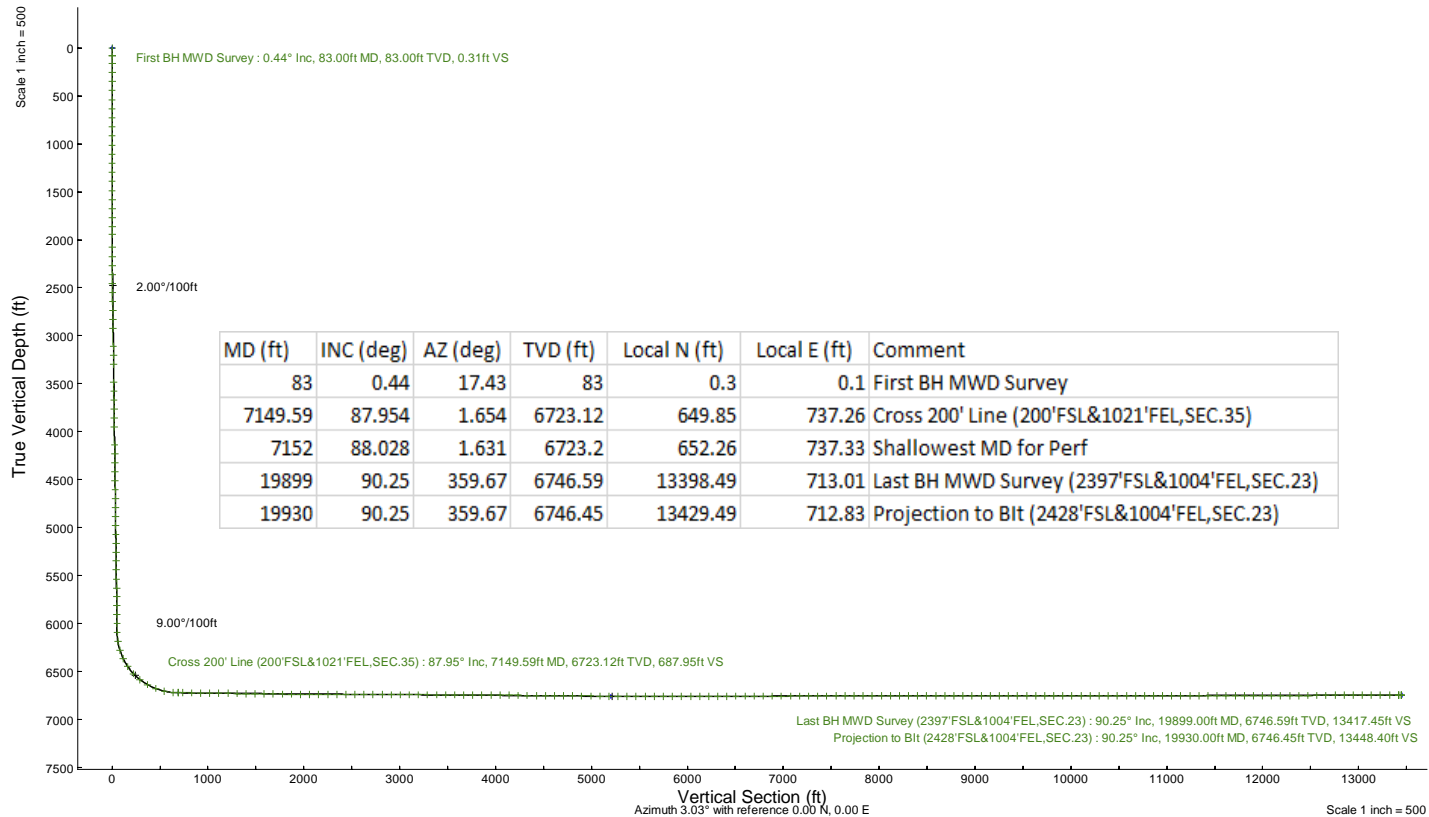 Scale 1 inch = 500
True Vertical Depth (ft)
0
500
1000
1500
2000
2500
3000
3500
4000
4500
5000
5500
6000
6500
7000
7500
First BH MWD Survey : 0.44° Inc, 83.00ft MD, 83.00ft TVD, 0.31ft VS
2.00°/100ft
MD (ft) INC (deg) AZ (deg) TVD (ft) Local N (ft) Local E (ft) Comment
83 0.44 17.43 83 0.3 0.1 First BH MWD Survey
7149.59 87.954 1.654 6723.12 649.85 737.26 Cross 200' Line (200'FSL&1021'FEL,SEC.35)
7152 88.028 1.631 6723.2 652.26 737.33 Shallowest MD for Perf
19899 90.25 359.67 6746.59 13398.49 713.01 Last BH MWD Survey (2397'FSL&1004'FEL,SEC.23)
19930 90.25 359.67 6746.45 13429.49 712.83 Projection to BIt (2428'FSL&1004'FEL,SEC.23)
9.00°/100ft
Cross 200' Line (200'FSL&1021'FEL,SEC.35) : 87.95° Inc, 7149.59ft MD, 6723.12ft TVD, 687.95ft VS
Last BH MWD Survey (2397'FSL&1004'FEL,SEC.23) : 90.25° Inc, 19899.00ft MD, 6746.59ft TVD, 13417.45ft VS
Projection to BIt (2428'FSL&1004'FEL,SEC.23) : 90.25° Inc, 19930.00ft MD, 6746.45ft TVD, 13448.40ft VS
0 1000 2000 3000 4000 5000 6000 7000 8000 9000 10000 11000 12000 13000
Vertical Section (ft)
Azimuth 3.03° with reference 0.00 N, 0.00 E
Scale 1 inch = 500